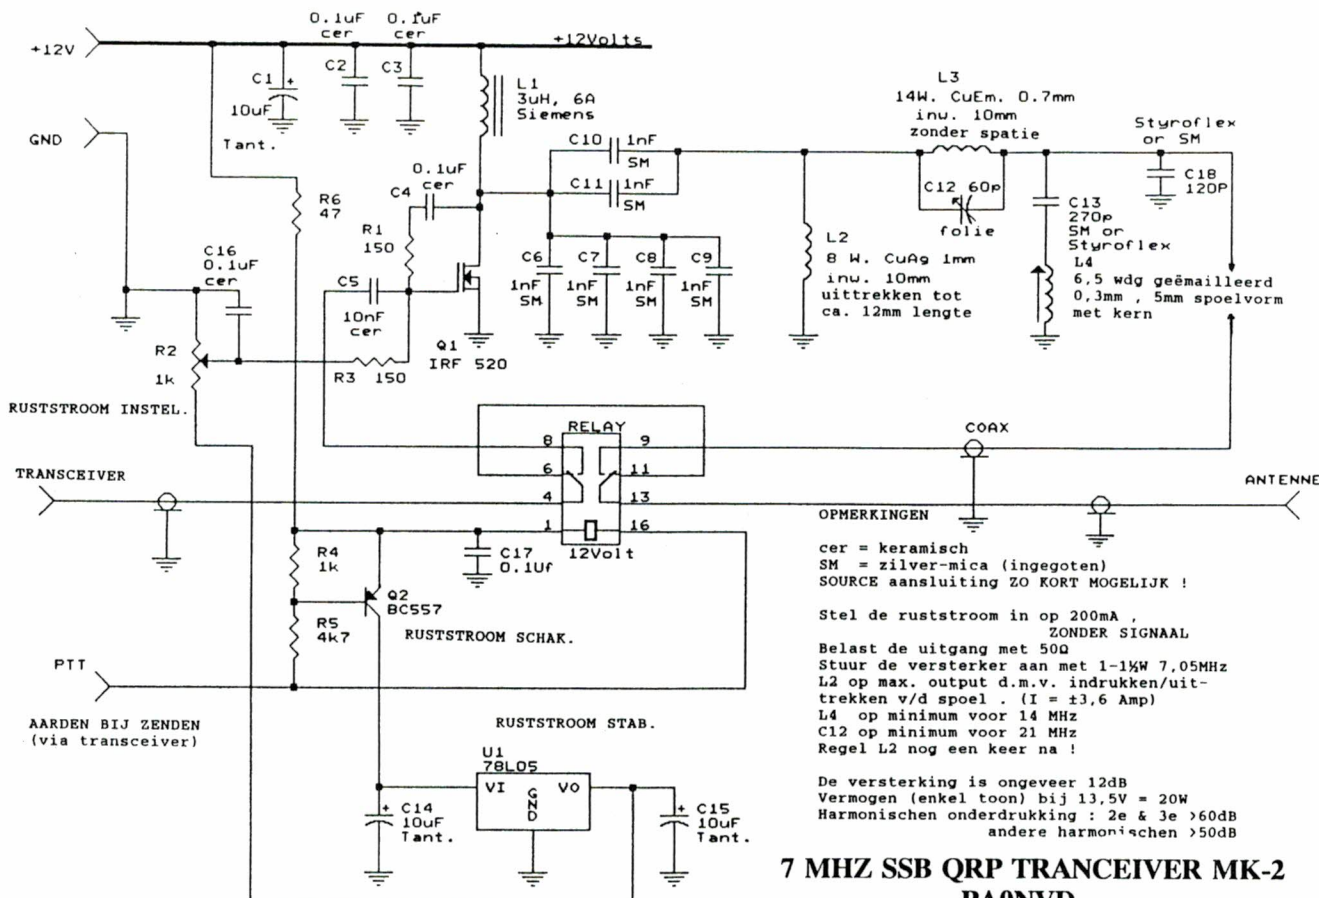 0.1uF
cer
0.1uF
cer
+12V
+12Volts
C1
+
10uF
Tant.
C2
C3
L1
3uH, 6A
Siemens
L3
14W. CuEm. 0.7mm
inw. 10mm
zonder spatie
GND
C10
1nF
SM
C11
1nF
SM
Styroflex
or SM
C18
120P
R6
47
0.1uF
cer
C4
R1
150
C12 60p
folie
C13
270p
SM or
Styroflex
L4
6,5 wdg geëmailleerd
0,3mm , 5mm spoelvorm
met kern
C16
0.1uF
cer
C5
10nF
cer
C6
1nF
SM
C7
1nF
SM
C8
1nF
SM
C9
1nF
SM
L2
8 W. CuAg 1mm
inw. 10mm
uittrekken tot
ca. 12mm lengte
R2
1k
R3 150
Q1
IRF 520
RUSTSTROOM INSTEL.
RELAY
8
9
6
11
4
13
1
16
12Volt
COAX
TRANSCEIVER
ANTENNE
R4
1k
C17
0.1Uf
Q2
BC557
R5
4k7
RUSTSTROOM SCHAK.
PTT
AARDEN BIJ ZENDEN
(via transceiver)
RUSTSTROOM STAB.
U1
78L05
VI
GND
VO
+
C14
10uF
Tant.
+
C15
10uF
Tant.
OPMERKINGEN
cer = keramisch
SM = zilver-mica (ingegoten)
SOURCE aansluiting ZO KORT MOGELIJK !
Stel de ruststroom in op 200mA ,
ZONDER SIGNAAL
Belast de uitgang met 50Ω
Stuur de versterker aan met 1-1½W 7,05MHz
L2 op max. output d.m.v. indrukken/uit-
trekken v/d spoel . (I = ±3,6 Amp)
L4 op minimum voor 14 MHz
C12 op minimum voor 21 MHz
Regel L2 nog een keer na !
De versterking is ongeveer 12dB
Vermogen (enkel toon) bij 13,5V = 20W
Harmonischen onderdrukking : 2e & 3e >60dB
andere harmonischen >50dB
7 MHZ SSB QRP TRANCEIVER MK-2